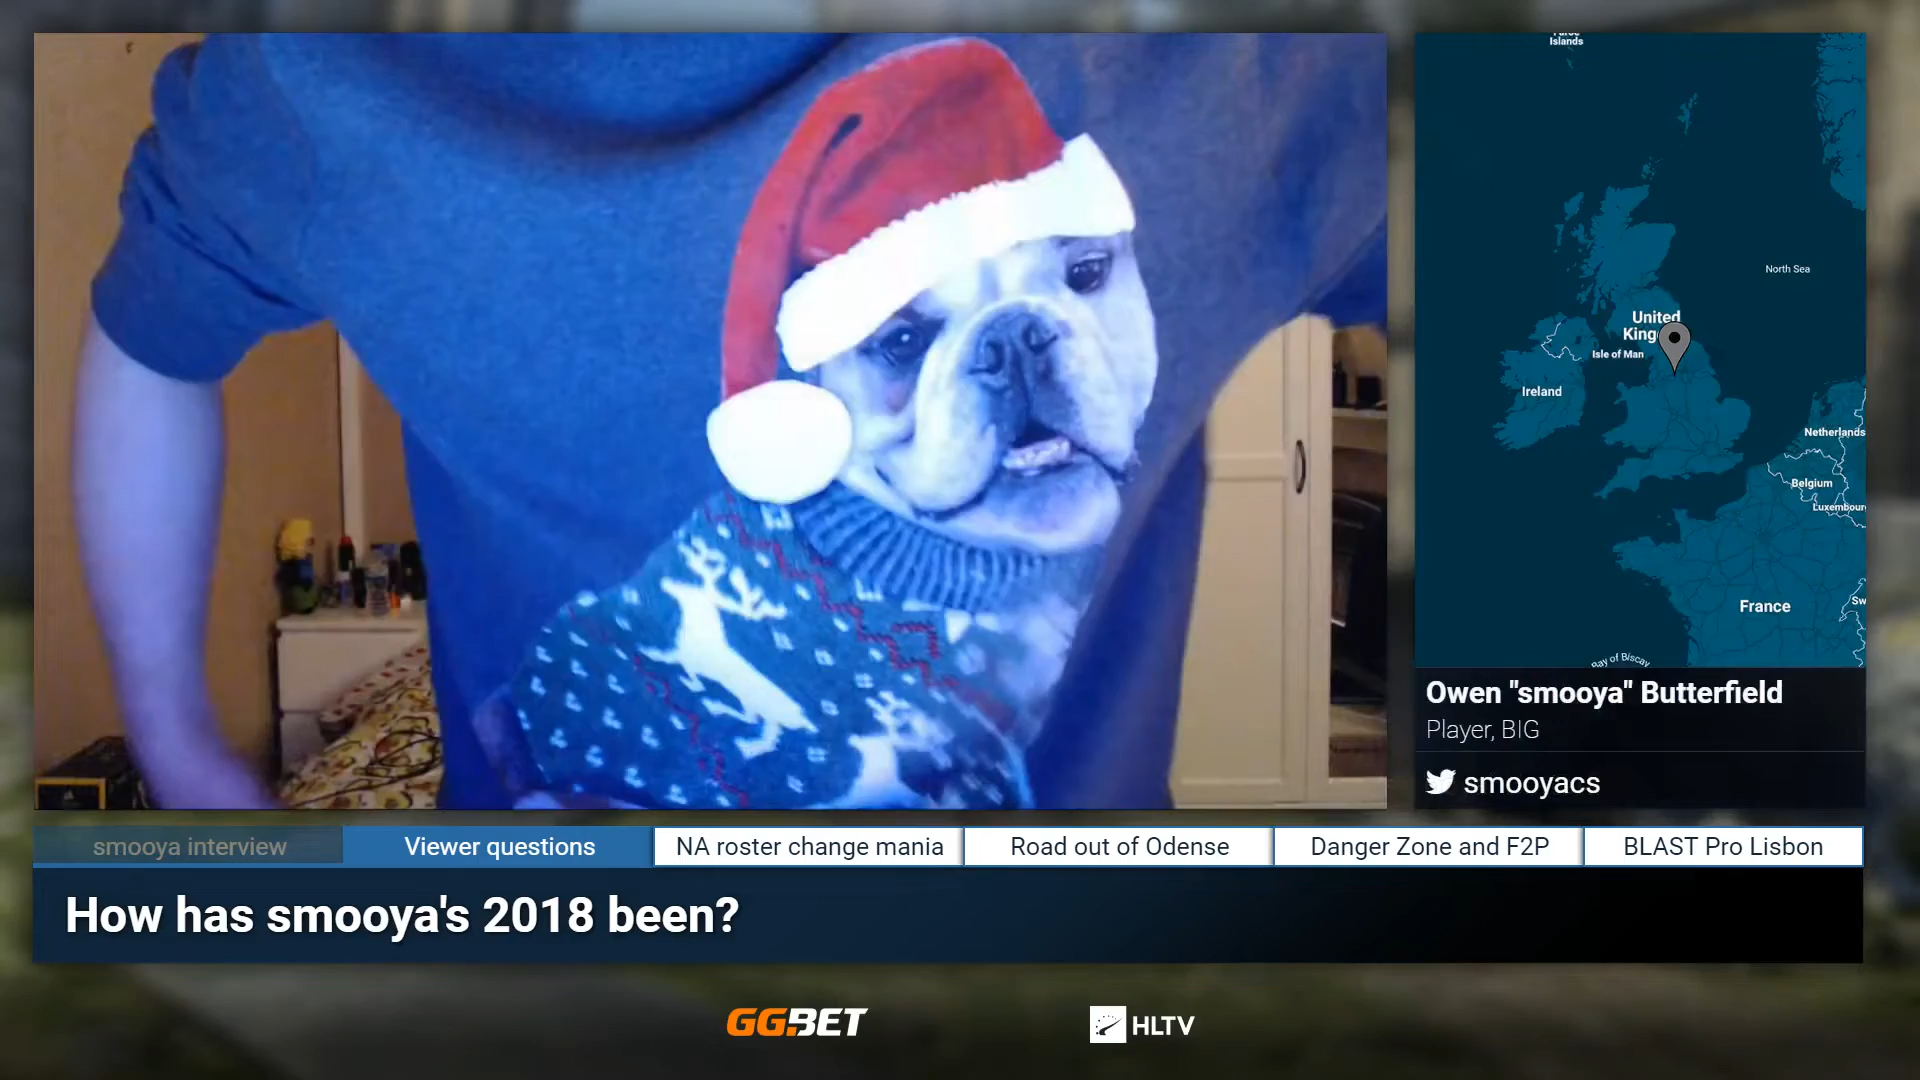 Islands
North Sea
United
King
Isle of Man
Ireland
Netherlands
Belgium
Luxembour
France
Sw
Bay of Biscay
Owen "smooya" Butterfield
Player, BIG
smooyacs
smooya interview
Viewer questions
NA roster change mania
Road out of Odense
Danger Zone and F2P
BLAST Pro Lisbon
How has smooya's 2018 been?
GG.BET
HLTV